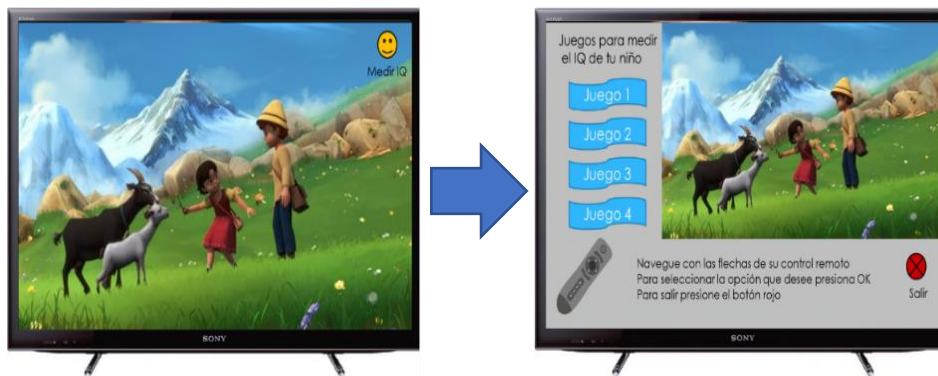 Medir IQ
SONY
Juegos para medir
el IQ de tu niño
Juego 1
Juego 2
Juego 3
Juego 4
Navegue con las flechas de su control remoto
Para seleccionar la opción que desee presiona OK
Para salir presione el botón rojo
Salir
SONY